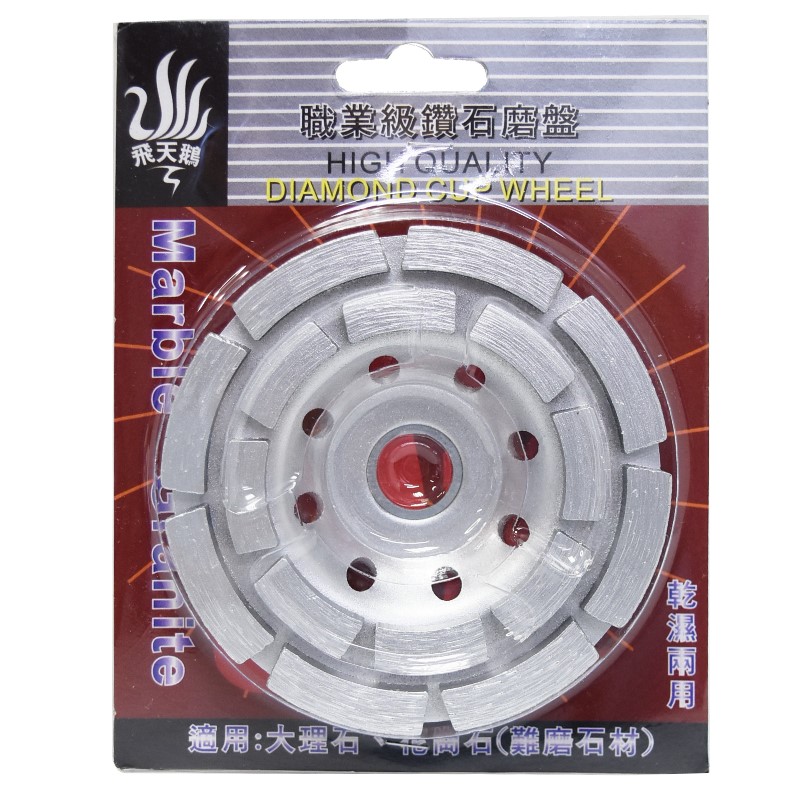 飛天鵝
職業級鑽石磨盤
HIGH QUALITY
DIAMOND CUP WHEEL
Marble Granite
乾濕兩用
適用:大理石、花崗石(難磨石材)